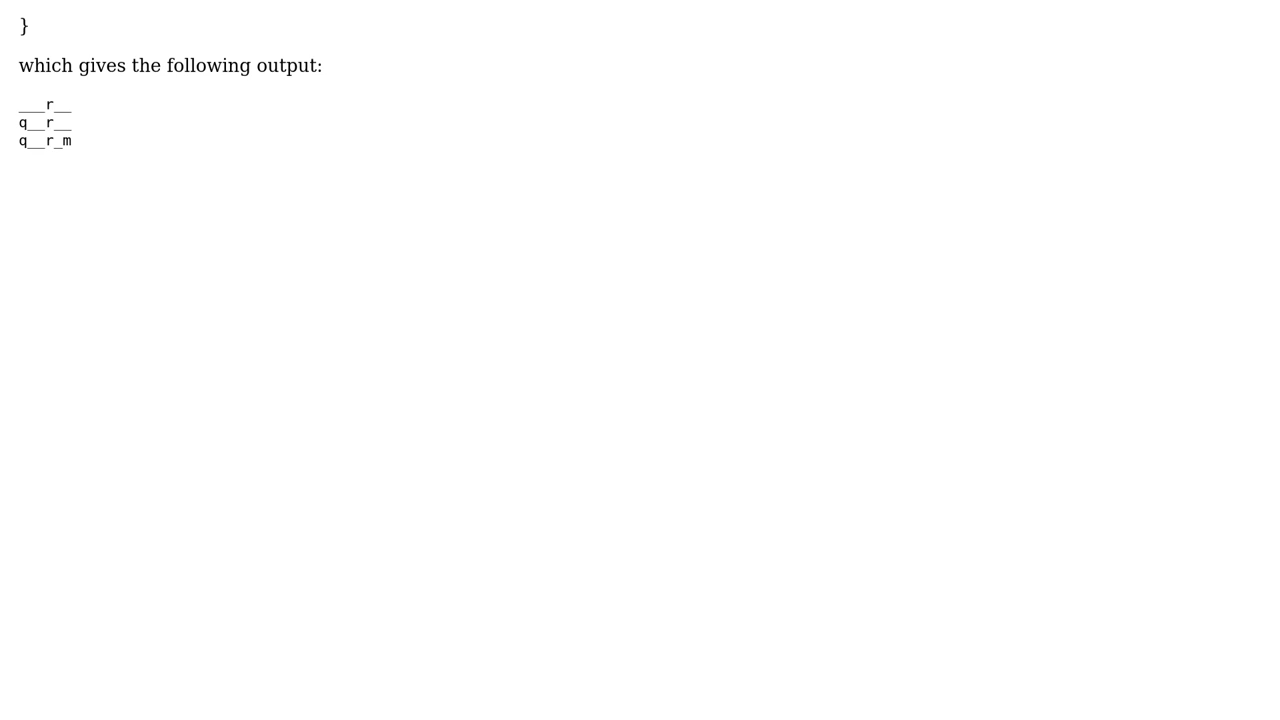 }
which gives the following output:
___r__
q__r__
q__r_m